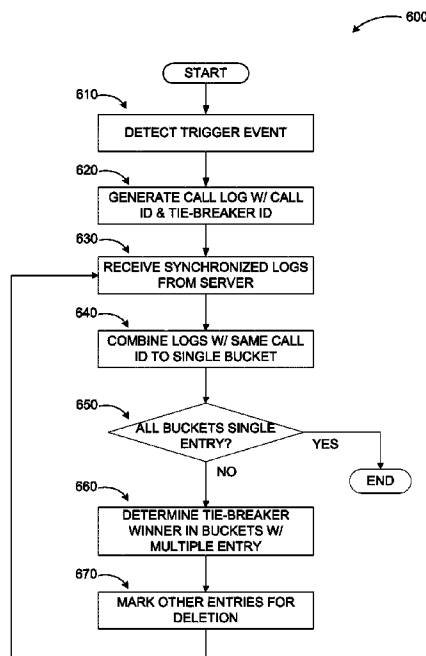 600
START
610
DETECT TRIGGER EVENT
620
GENERATE CALL LOG W/ CALL
ID & TIE-BREAKER ID
630
RECEIVE SYNCHRONIZED LOGS
FROM SERVER
640
COMBINE LOGS W/ SAME CALL
ID TO SINGLE BUCKET
650
ALL BUCKETS SINGLE
ENTRY?
YES
NO
END
660
DETERMINE TIE-BREAKER
WINNER IN BUCKETS W/
MULTIPLE ENTRY
670
MARK OTHER ENTRIES FOR
DELETION